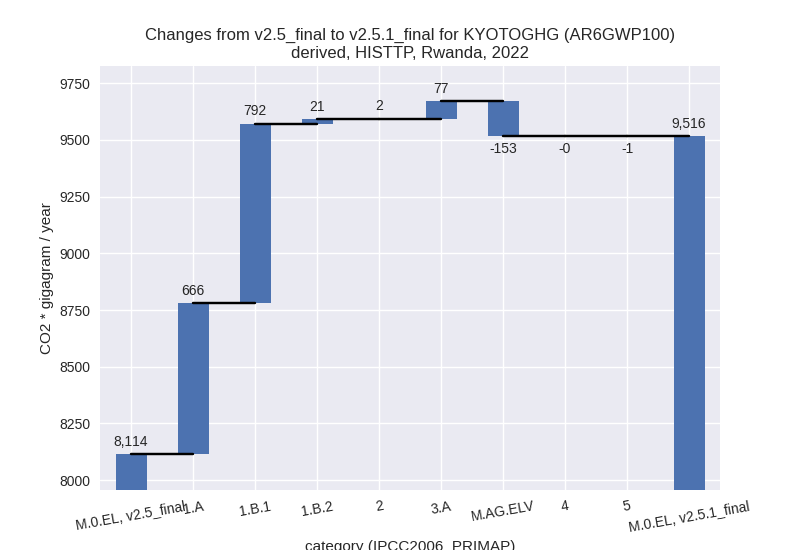 Changes from v2.5_final to v2.5.1_final for KYOTOGHG (AR6GWP100)
derived, HISTTP, Rwanda, 2022
CO2 * gigagram / year
9750
9500
9250
9000
8750
8500
8250
8000
8,114
666
792
21
2
77
-153
-0
-1
9,516
M.0.EL, v2.5_final
1.A
1.B.1
1.B.2
2
3.A
M.AG.ELV
4
5
M.0.EL, v2.5.1_final
category (IPCC2006_PRIMAP)